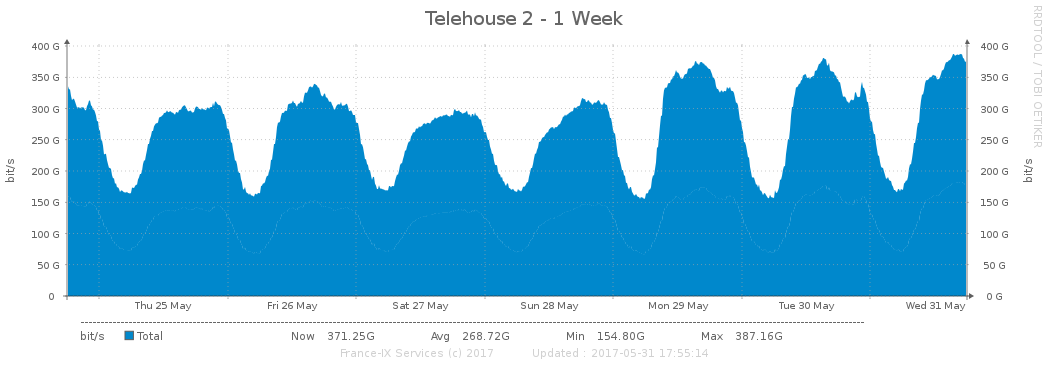 Telehouse 2 - 1 Week
RRDTOOL / TOBI OETIKER
400 G 400 G
350 G 350 G
300 G 300 G
250 G 250 G
200 G 200 G
150 G 150 G
100 G 100 G
50 G 50 G
0 0 G
bit/s bit/s
Thu 25 May Fri 26 May Sat 27 May Sun 28 May Mon 29 May Tue 30 May Wed 31 May
bit/s Total Now 371.25G Avg 268.72G Min 154.80G Max 387.16G
France-IX Services (c) 2017 Updated : 2017-05-31 17:55:14